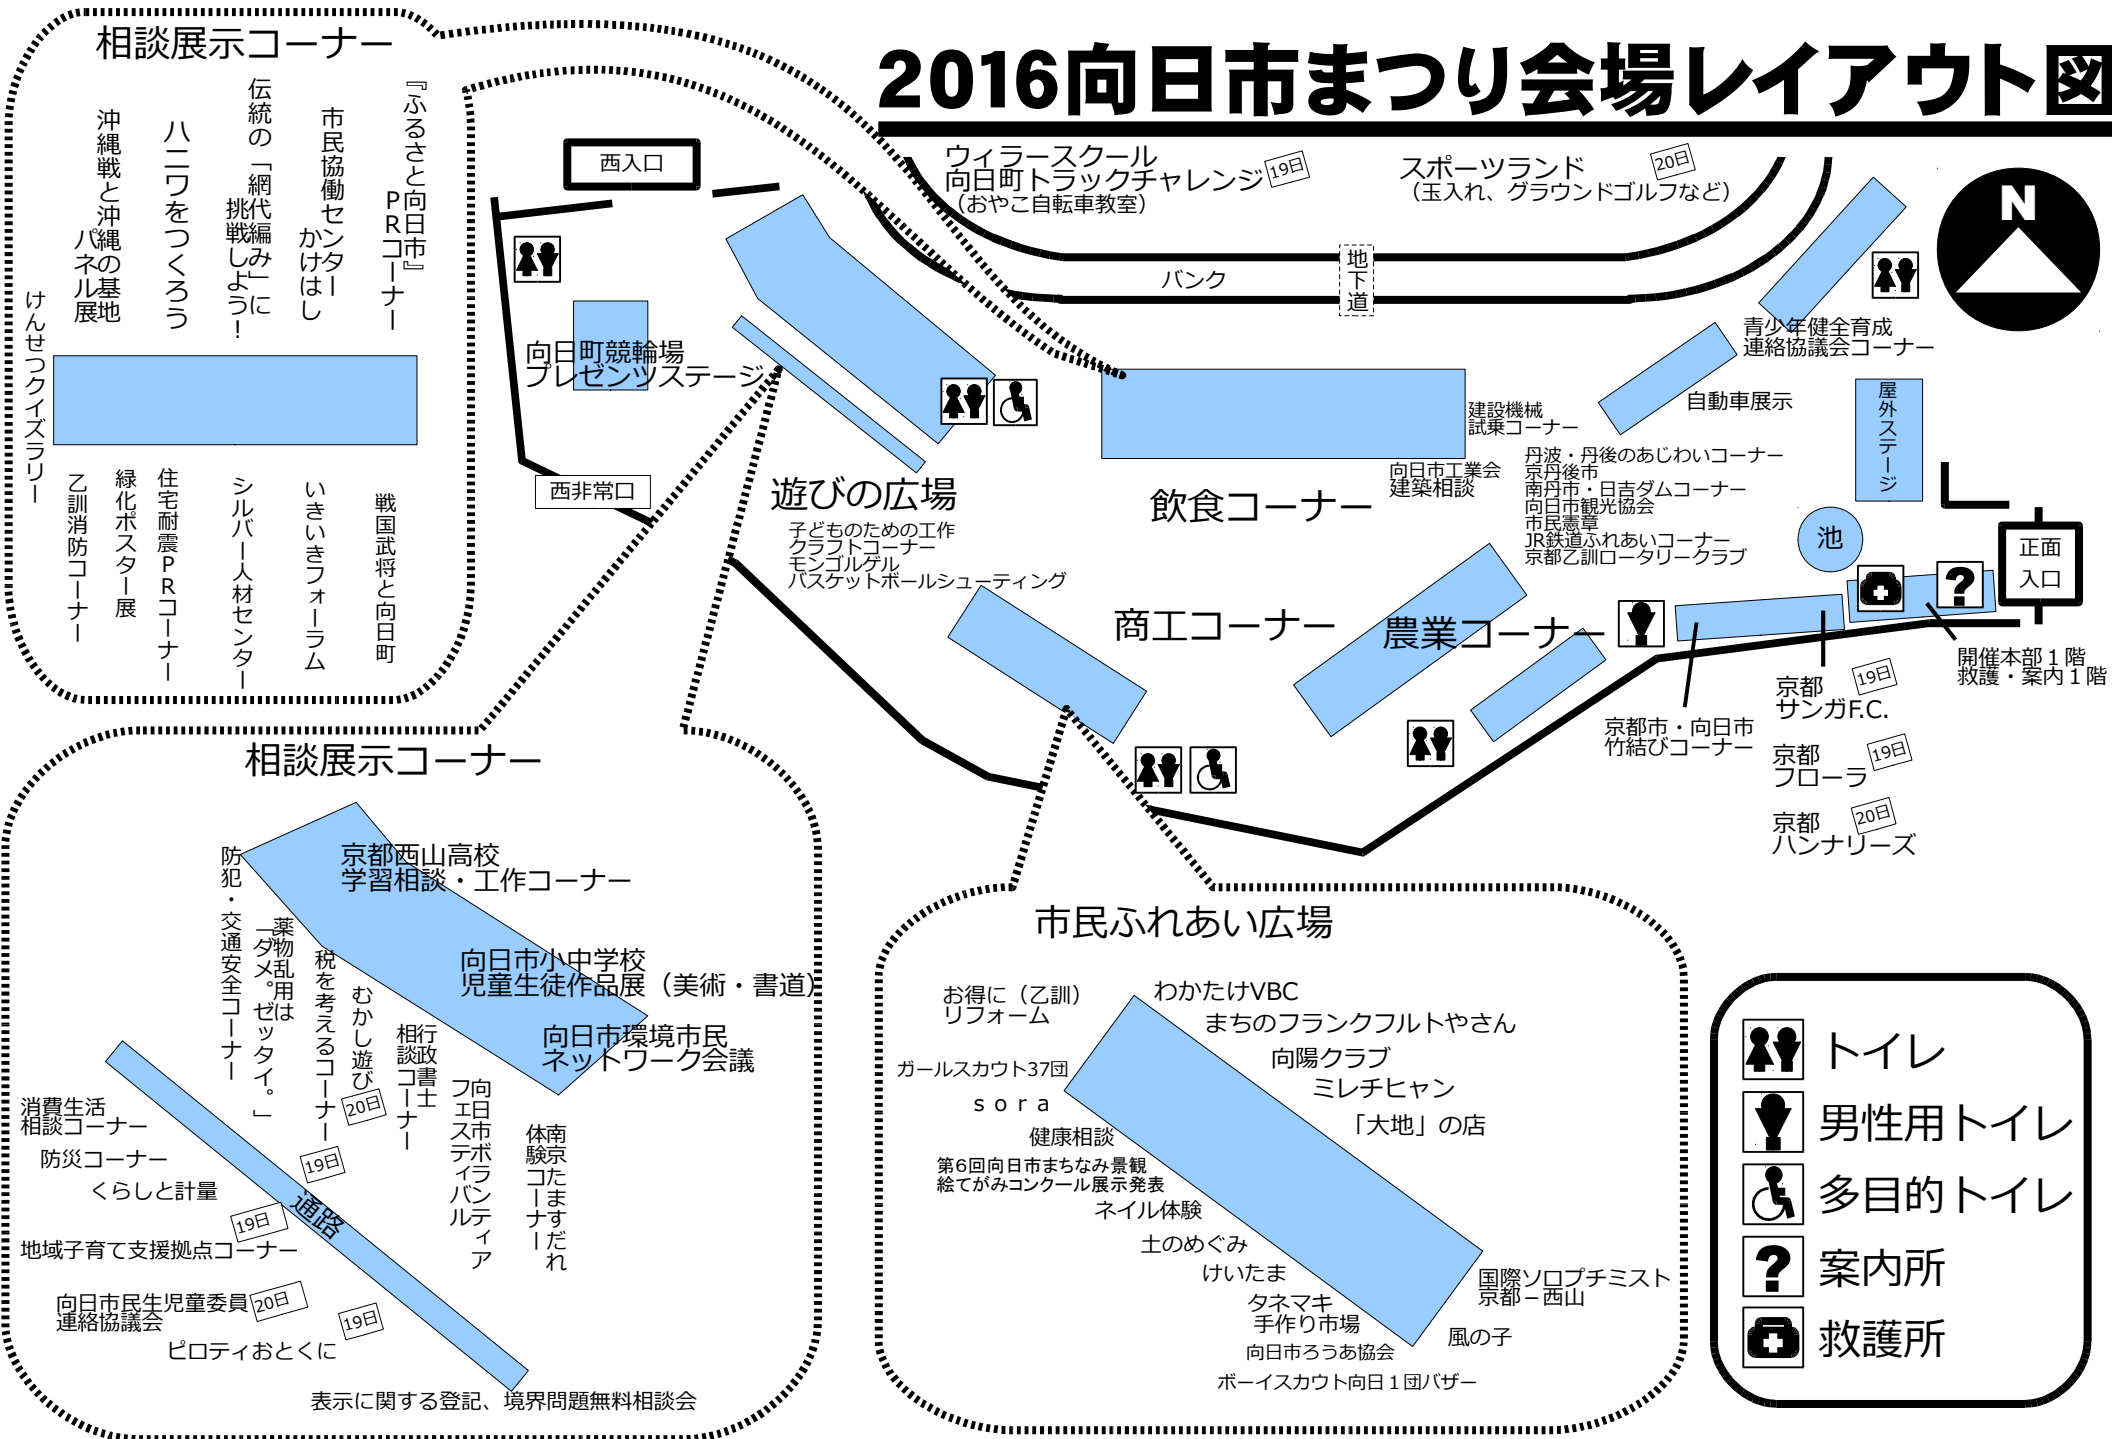 2016向日市まつり会場レイアウト図
相談展示コーナー
『ふるさと向日市』
PRコーナー
市民協働センター
かけはし
伝統の「網代編み」に
挑戦しよう！
ハニワをつくろう
沖縄戦と沖縄の基地
パネル展
けんせつクイズラリー
乙訓消防コーナー
緑化ポスター展
住宅耐震PRコーナー
シルバー人材センター
いきいきフォーラム
戦国武将と向日町
西入口
向日町競輪場
プレゼンツステージ
西非常口
ウィラースクール
向日町トラックチャレンジ
19日
（おやこ自転車教室）
スポーツランド
20日
（玉入れ、グラウンドゴルフなど）
バンク
地下道
N
青少年健全育成
連絡協議会コーナー
自動車展示
屋外ステージ
建設機械
試乗コーナー
向日市工業会
建築相談
丹波・丹後のあじわいコーナー
京丹後市
南丹市・日吉ダムコーナー
向日市観光協会
市民憲章
JR鉄道ふれあいコーナー
京都乙訓ロータリークラブ
飲食コーナー
遊びの広場
子どものための工作
クラフトコーナー
モンゴルゲル
バスケットボールシューティング
商工コーナー
農業コーナー
池
正面
入口
開催本部１階
救護・案内１階
京都市・向日市
竹結びコーナー
京都
サンガF.C.
19日
京都
フローラ
19日
京都
ハンナリーズ
20日
相談展示コーナー
京都西山高校
学習相談・工作コーナー
向日市小中学校
児童生徒作品展（美術・書道）
向日市環境市民
ネットワーク会議
防犯・交通安全コーナー
薬物乱用は
「ダメ。ゼッタイ。」
税を考えるコーナー
19日
むかし遊び
20日
行政書士
相談コーナー
向日市ボランティア
フェスティバル
南京たますだれ
体験コーナー
通路
消費生活
相談コーナー
防災コーナー
くらしと計量
19日
地域子育て支援拠点コーナー
向日市民生児童委員
連絡協議会
20日
ピロティおとくに
19日
表示に関する登記、境界問題無料相談会
市民ふれあい広場
お得に（乙訓）
リフォーム
ガールスカウト37団
ｓｏｒａ
健康相談
第6回向日市まちなみ景観
絵てがみコンクール展示発表
ネイル体験
土のめぐみ
けいたま
タネマキ
手作り市場
向日市ろうあ協会
ボーイスカウト向日１団バザー
わかたけVBC
まちのフランクフルトやさん
向陽クラブ
ミレチヒャン
「大地」の店
国際ソロプチミスト
京都－西山
風の子
トイレ
男性用トイレ
多目的トイレ
?
案内所
救護所